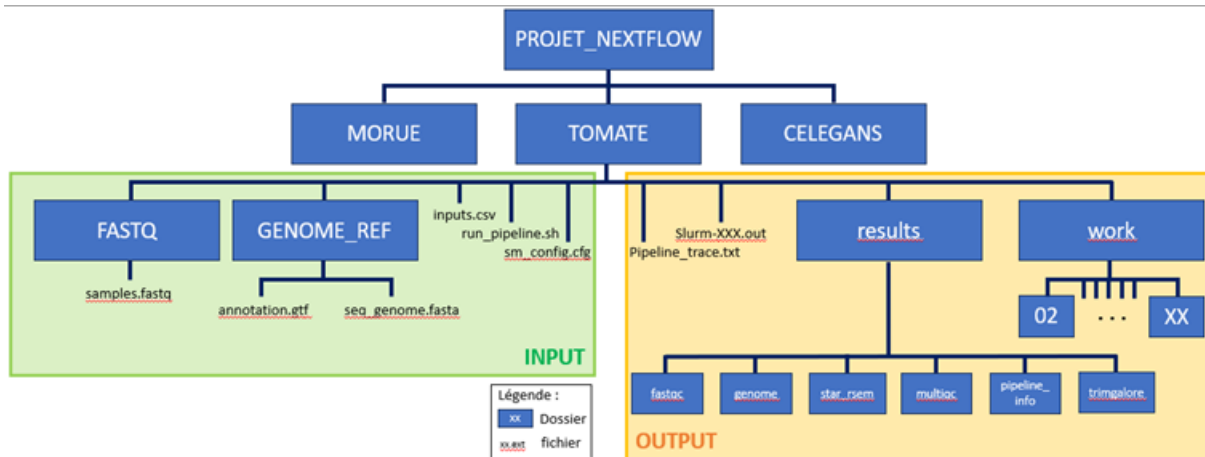 PROJET_NEXTFLOW
MORUE
TOMATE
CELEGANS
FASTQ
GENOME_REF
inputs.csv
run_pipeline.sh
sm_config.cfg
samples.fastq
annotation.gtf
seq_genome.fasta
INPUT
Slurm-XXX.out
Pipeline_trace.txt
results
work
02
...
XX
fastqc
genome
star_rsem
multiqc
pipeline_
info
trimgalore
OUTPUT
Légende :
xx Dossier
xx.ext fichier